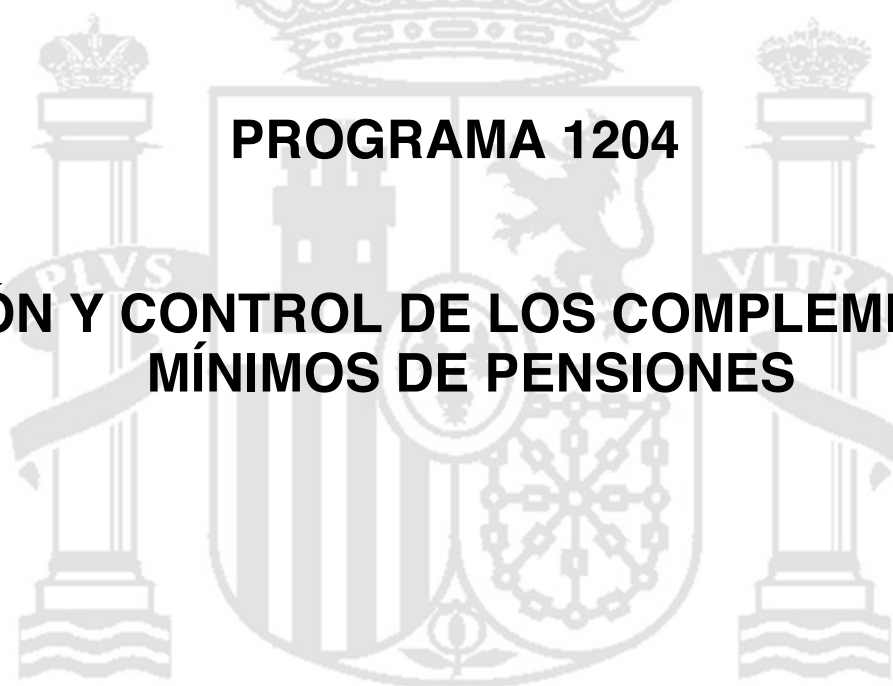 PROGRAMA 1204
PLVS
VLTR
ÓN Y CONTROL DE LOS COMPLEM
MÍNIMOS DE PENSIONES